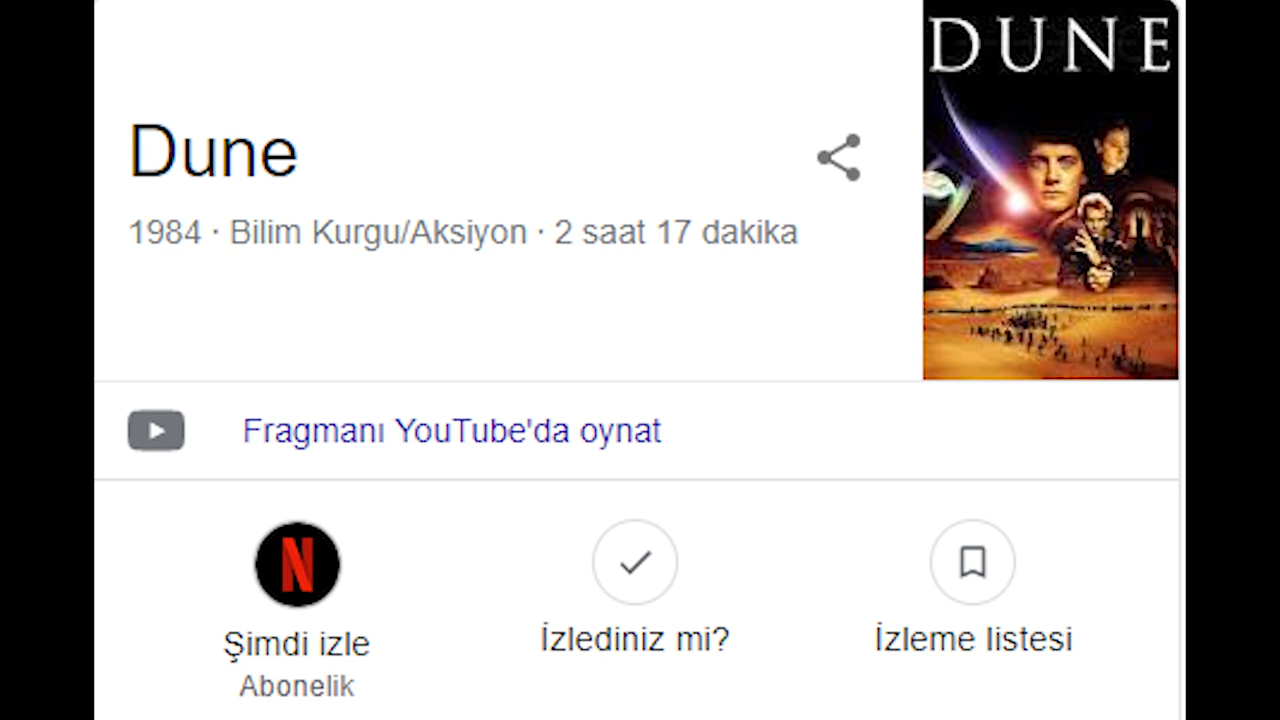 DUNE
Dune
1984 · Bilim Kurgu/Aksiyon · 2 saat 17 dakika
Fragmanı YouTube'da oynat
N
Şimdi izle
Abonelik
İzlediniz mi?
İzleme listesi